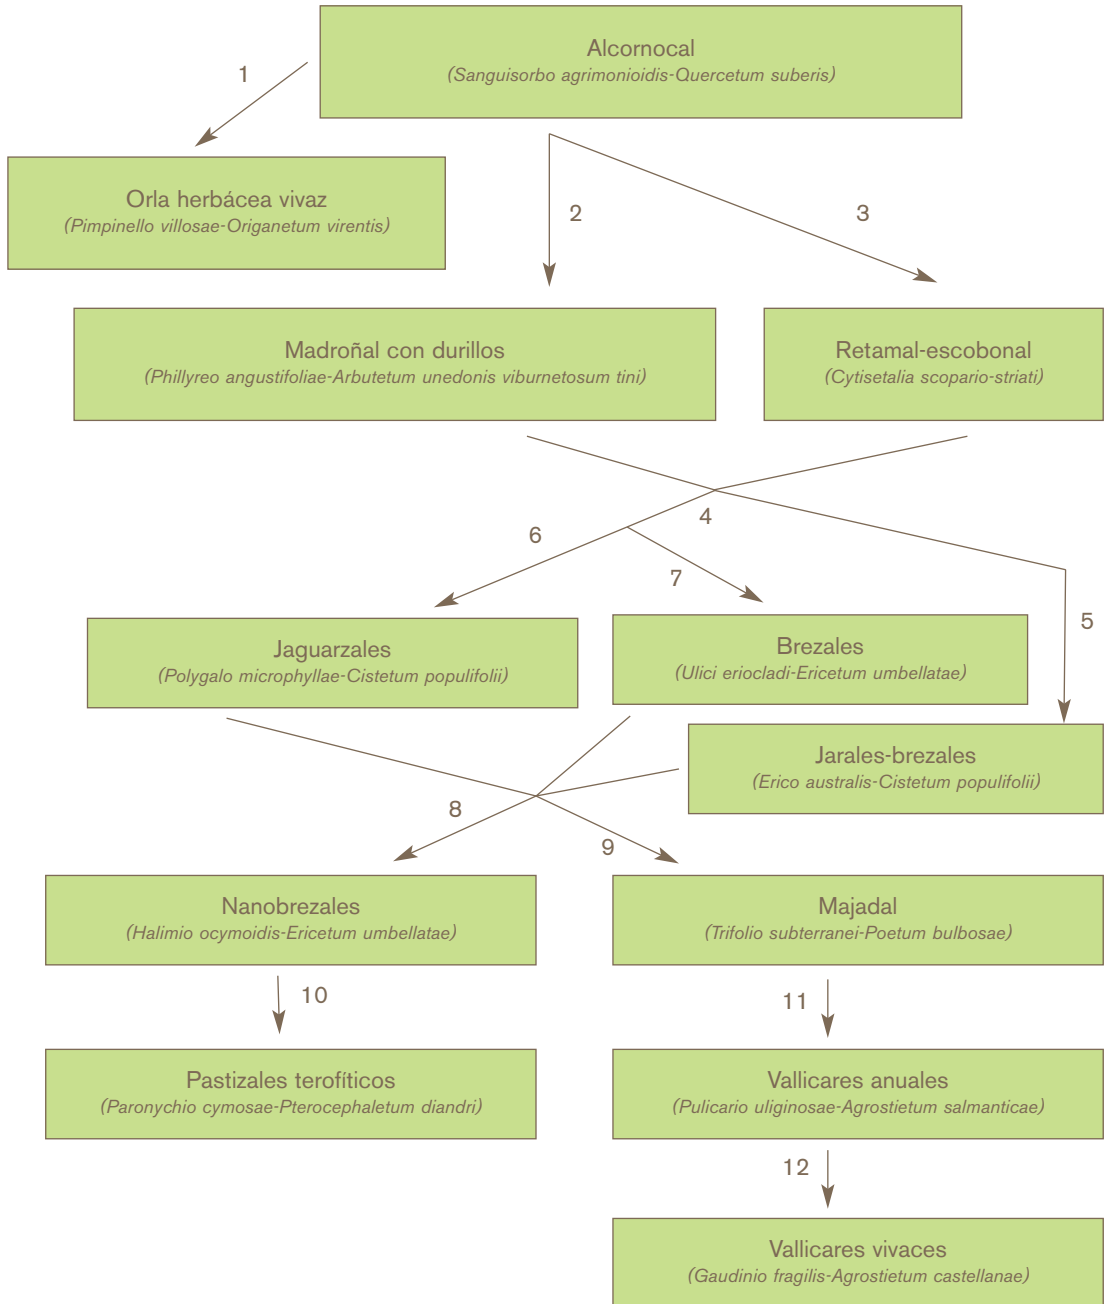 Alcornocal
(Sanguisorbo agrimonioidis-Quercetum suberis)
1
Orla herbácea vivaz
(Pimpinello villosae-Origanetum virentis)
2
3
Madroñal con durillos
(Phillyreo angustifoliae-Arbutetum unedonis viburnetosum tini)
Retamal-escobonal
(Cytisetalia scopario-striati)
4
6
7
5
Jaguarzales
(Polygalo microphyllae-Cistetum populifolii)
Brezales
(Ulici eriocladi-Ericetum umbellatae)
Jarales-brezales
(Erico australis-Cistetum populifolii)
8
9
Nanobrezales
(Halimio ocymoidis-Ericetum umbellatae)
Majadal
(Trifolio subterranei-Poetum bulbosae)
10
11
Pastizales terofíticos
(Paronychio cymosae-Pterocephaletum diandri)
Vallicares anuales
(Pulicario uliginosae-Agrostietum salmanticae)
12
Vallicares vivaces
(Gaudinio fragilis-Agrostietum castellanae)